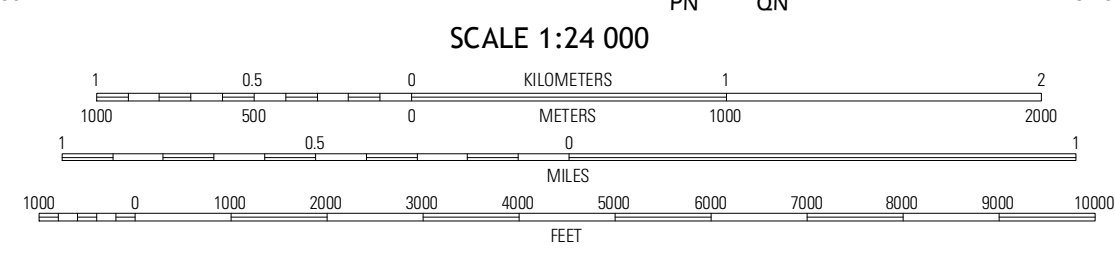 PN QN
SCALE 1:24 000
1 0.5 0 KILOMETERS 1 2
1000 500 0 METERS 1000 2000
1 0.5 0 1
MILES
1000 0 1000 2000 3000 4000 5000 6000 7000 8000 9000 10000
FEET